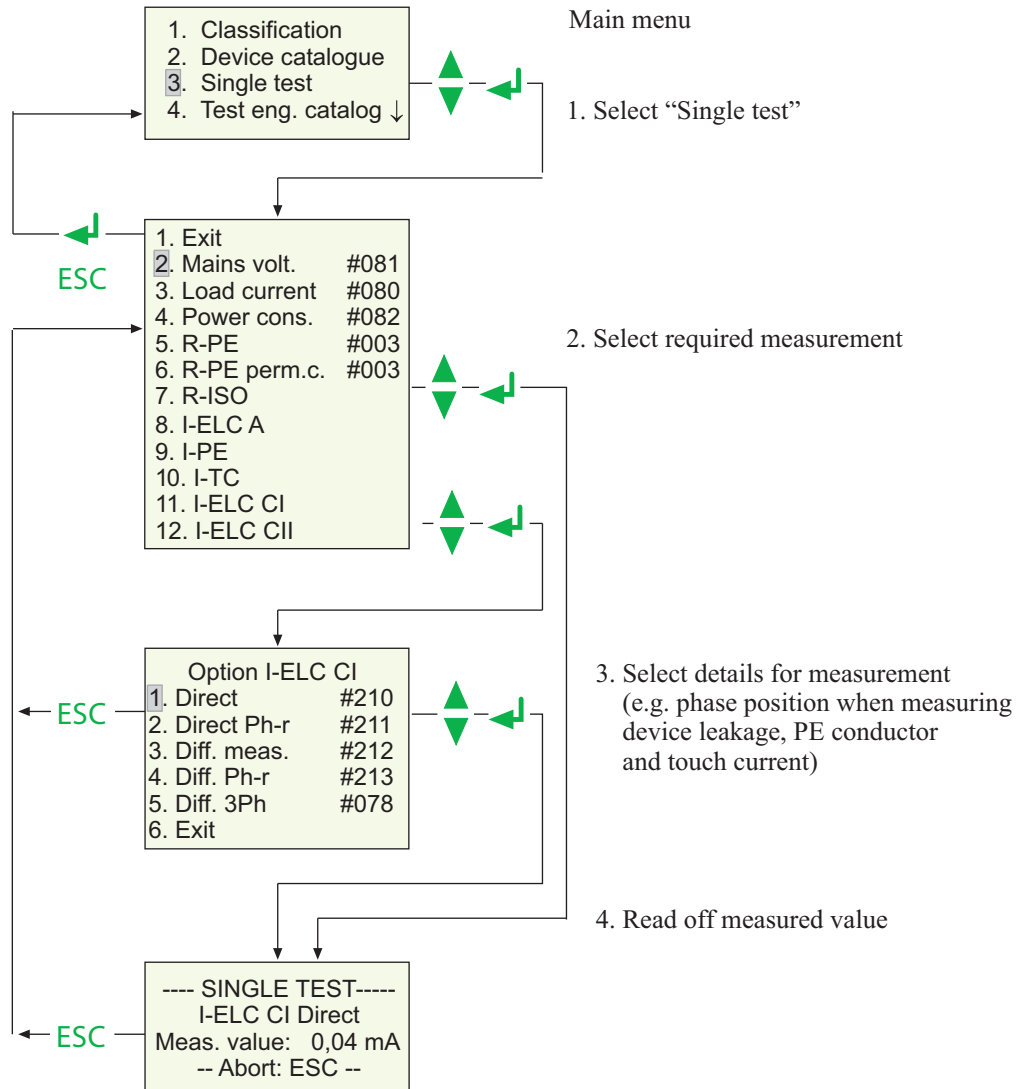 Main menu
1. Classification
2. Device catalogue
3. Single test
4. Test eng. catalog ↓
1. Select “Single test”
ESC
1. Exit
2. Mains volt. #081
3. Load current #080
4. Power cons. #082
5. R-PE #003
6. R-PE perm.c. #003
7. R-ISO
8. I-ELC A
9. I-PE
10. I-TC
11. I-ELC CI
12. I-ELC CII
2. Select required measurement
ESC
Option I-ELC CI
1. Direct #210
2. Direct Ph-r #211
3. Diff. meas. #212
4. Diff. Ph-r #213
5. Diff. 3Ph #078
6. Exit
3. Select details for measurement
(e.g. phase position when measuring
device leakage, PE conductor
and touch current)
4. Read off measured value
ESC
---- SINGLE TEST-----
I-ELC CI Direct
Meas. value: 0,04 mA
-- Abort: ESC --